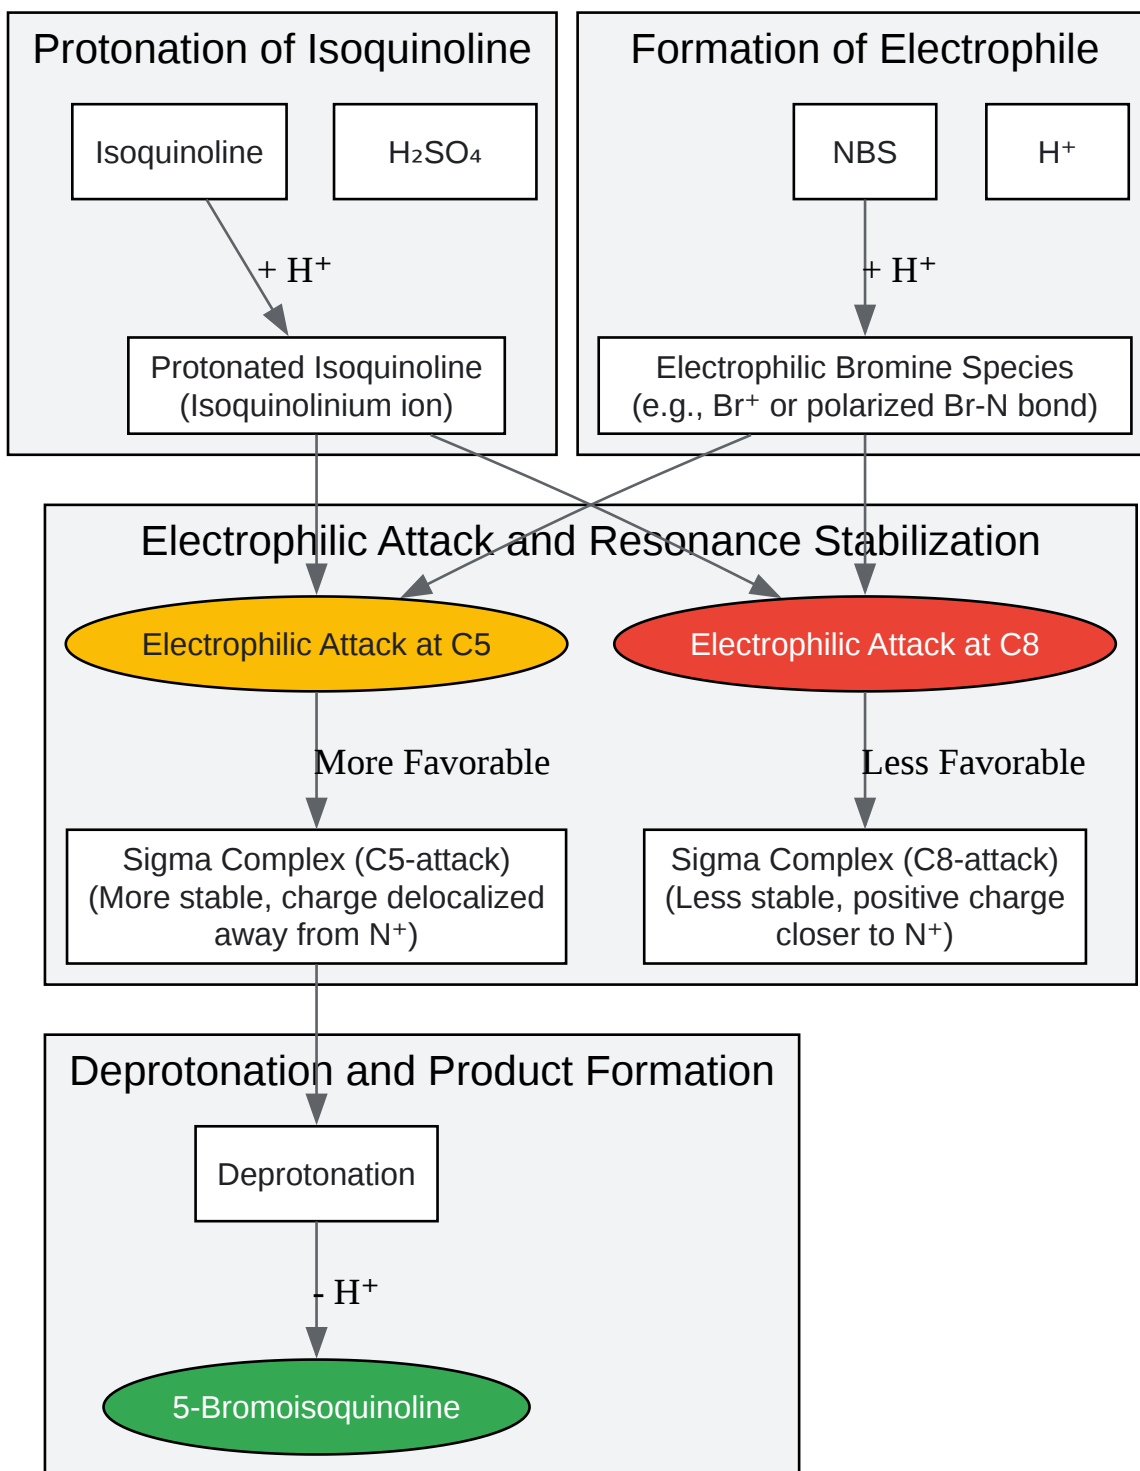 Protonation of Isoquinoline
Formation of Electrophile
Isoquinoline
H₂SO₄
NBS
H⁺
+ H⁺
+ H⁺
Protonated Isoquinoline
(Isoquinolinium ion)
Electrophilic Bromine Species
(e.g., Br⁺ or polarized Br-N bond)
Electrophilic Attack and Resonance Stabilization
Electrophilic Attack at C5
Electrophilic Attack at C8
More Favorable
Less Favorable
Sigma Complex (C5-attack)
(More stable, charge delocalized
away from N⁺)
Sigma Complex (C8-attack)
(Less stable, positive charge
closer to N⁺)
Deprotonation and Product Formation
Deprotonation
- H⁺
5-Bromoisoquinoline